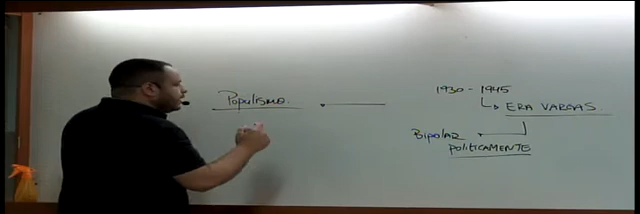 Populismo.
1930 - 1945
ERA VARGAS.
Bipolar
politicamente